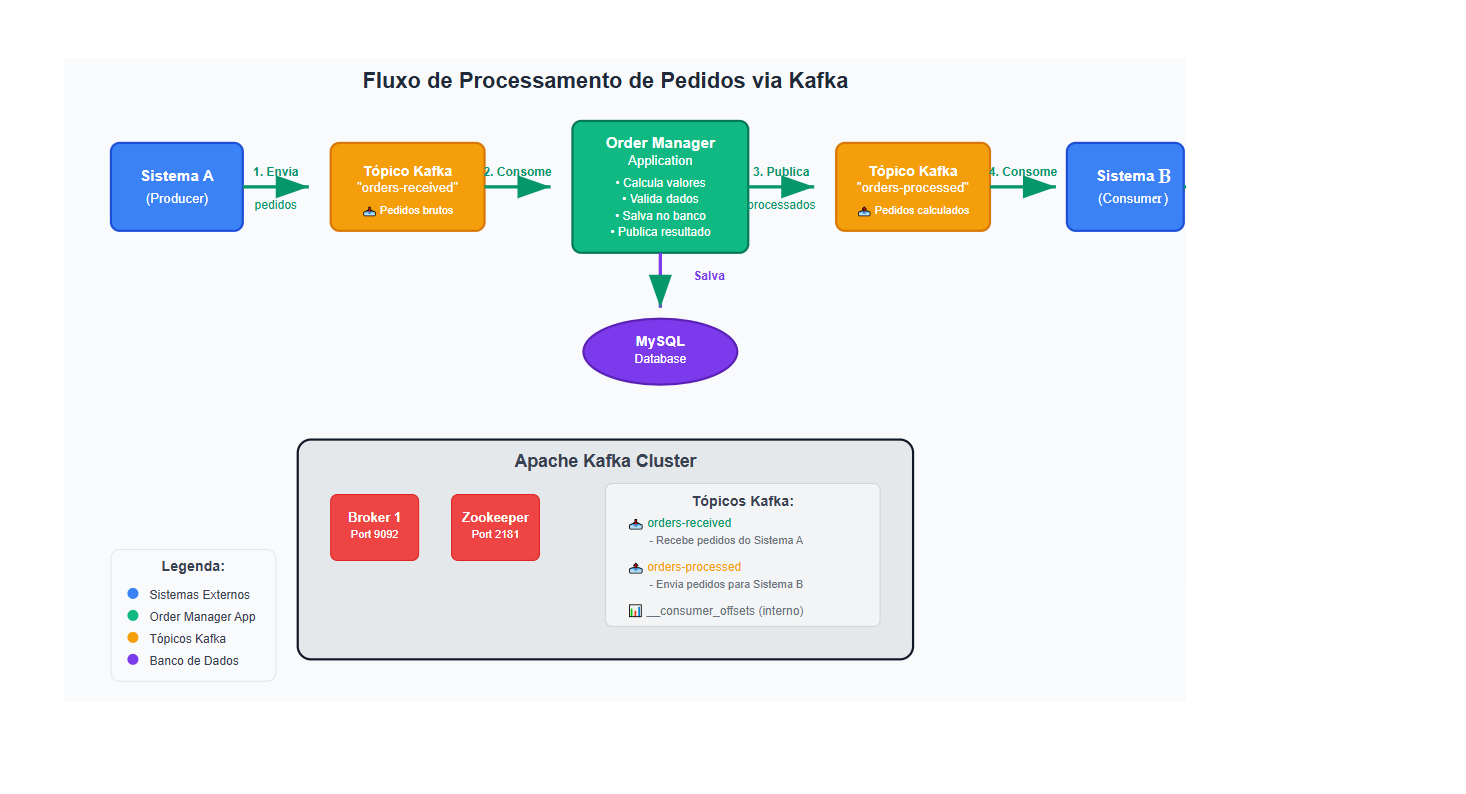 Fluxo de Processamento de Pedidos via Kafka
Sistema A
(Producer)
1. Envia
pedidos
Tópico Kafka
"orders-received"
📥 Pedidos brutos
2. Consome
Order Manager
Application
• Calcula valores
• Valida dados
• Salva no banco
• Publica resultado
3. Publica
processados
Tópico Kafka
"orders-processed"
📤 Pedidos calculados
4. Consome
Sistema B
(Consumer)
Salva
MySQL
Database
Apache Kafka Cluster
Broker 1
Port 9092
Zookeeper
Port 2181
Tópicos Kafka:
📥 orders-received
- Recebe pedidos do Sistema A
📤 orders-processed
- Envia pedidos para Sistema B
📊 __consumer_offsets (interno)
Legenda:
Sistemas Externos
Order Manager App
Tópicos Kafka
Banco de Dados